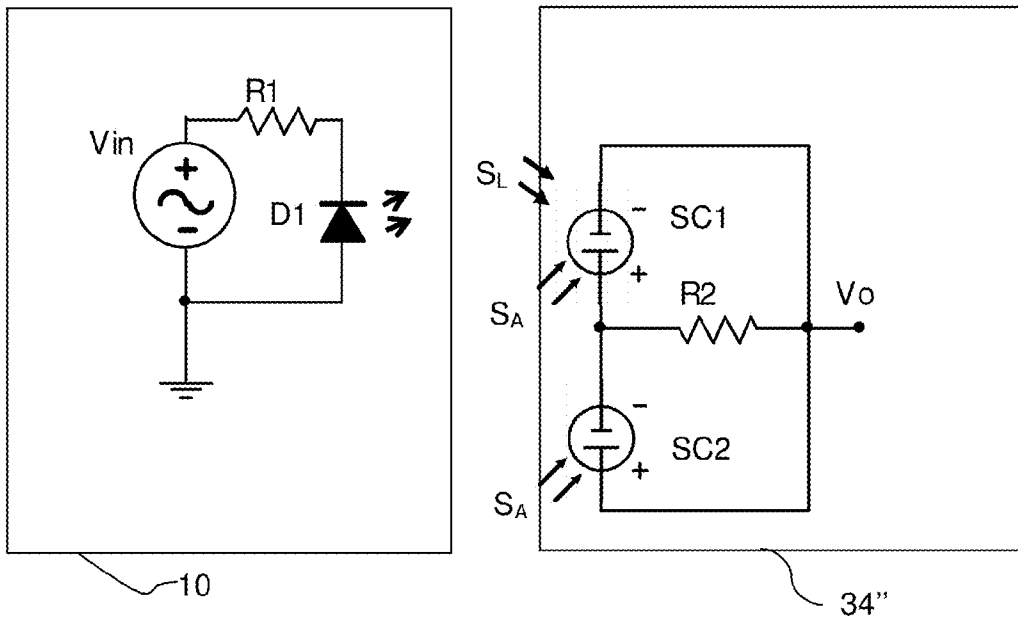 R1
Vin
+
−
D1
10
SL
−
SC1
+
SA
R2
Vo
−
SC2
+
SA
34”